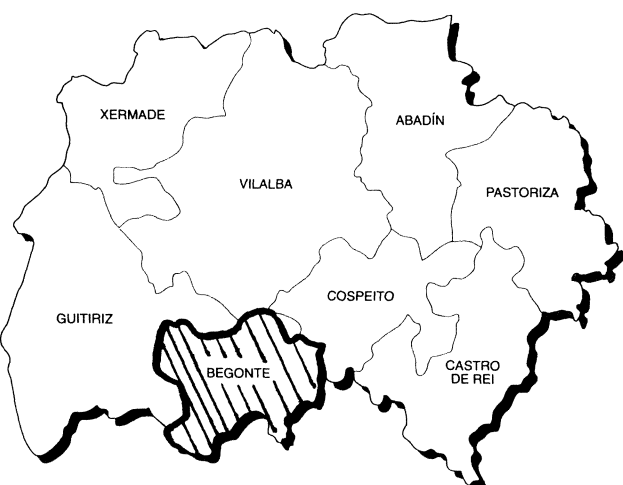 XERMADE
ABADÍN
VILALBA
PASTORIZA
COSPEITO
GUITIRIZ
BEGONTE
CASTRO
DE REI